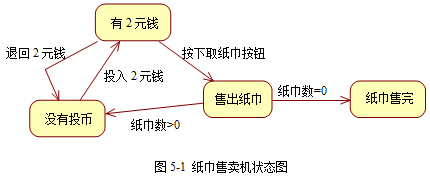 有 2 元钱
退回 2 元钱
投入 2 元钱
按下取纸巾按钮
没有投币
售出纸巾
纸巾数=0
纸巾售完
纸巾数>0
图 5-1 纸巾售卖机状态图